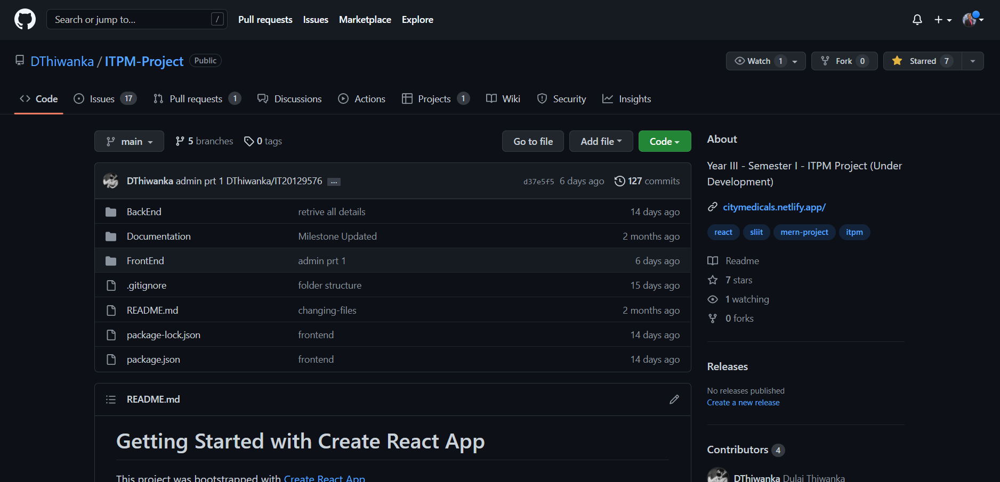 Search or jump to... /
Pull requests Issues Marketplace Explore
DThiwanka / ITPM-Project Public
Watch 1 Fork 0 Starred 7
Code Issues 17 Pull requests 1 Discussions Actions Projects 1 Wiki Security Insights
main 5 branches 0 tags
Go to file Add file Code
DThiwanka admin prt 1 DThiwanka/IT20129576 ... d37e5f5 6 days ago 127 commits
BackEnd retrive all details 14 days ago
Documentation Milestone Updated 2 months ago
FrontEnd admin prt 1 6 days ago
.gitignore folder structure 15 days ago
README.md changing-files 2 months ago
package-lock.json frontend 14 days ago
package.json frontend 14 days ago
README.md
Getting Started with Create React App
This project was bootstrapped with Create React App
About
Year III - Semester I - ITPM Project (Under
Development)
citymedicals.netlify.app/
react sliit mern-project itpm
Readme
7 stars
1 watching
0 forks
Releases
No releases published
Create a new release
Contributors 4
DThiwanka Dulai Thiwanka